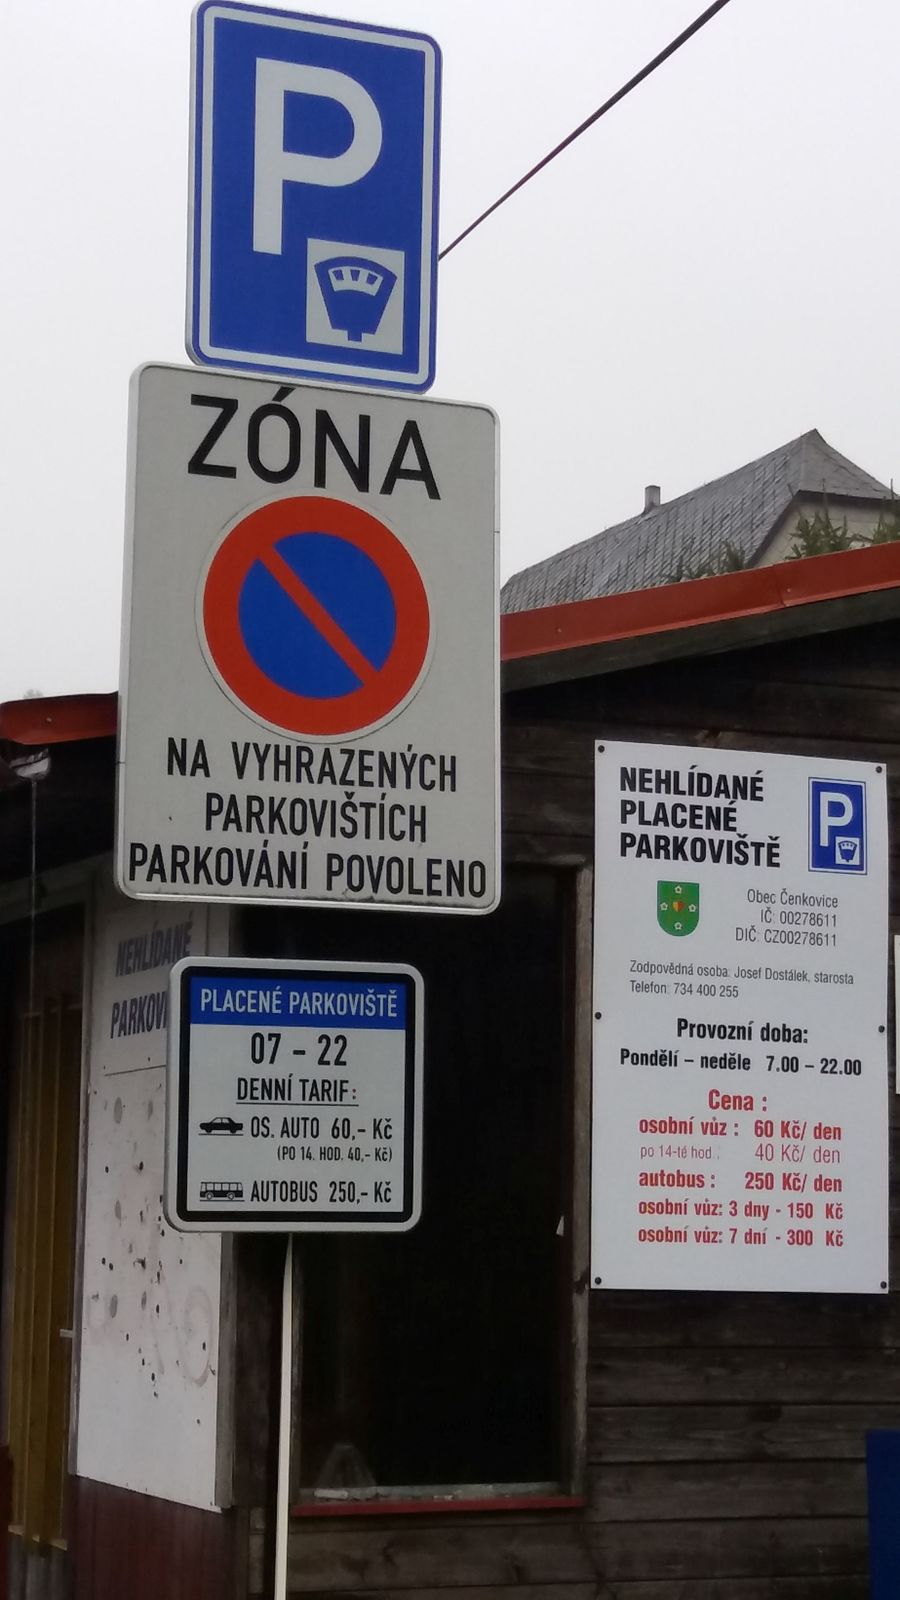 P
ZÓNA
NA VYHRAZENÝCH
PARKOVIŠTÍCH
PARKOVÁNÍ POVOLENO
PLACENÉ PARKOVIŠTĚ
07 - 22
DENNÍ TARIF:
OS. AUTO 60,- Kč
(PO 14. HOD. 40,- Kč)
AUTOBUS 250,- Kč
NEHLÍDANÉ
PARKOV
NEHLÍDANÉ
PLACENÉ
PARKOVIŠTĚ
P
Obec Čenkovice
IČ: 00278611
DIČ: CZ00278611
Zodpovědná osoba: Josef Dostálek, starosta
Telefon: 734 400 255
Provozní doba:
Pondělí – neděle 7.00 – 22.00
Cena :
osobní vůz : 60 Kč/ den
po 14-té hod.: 40 Kč/ den
autobus : 250 Kč/ den
osobní vůz: 3 dny - 150 Kč
osobní vůz: 7 dní - 300 Kč